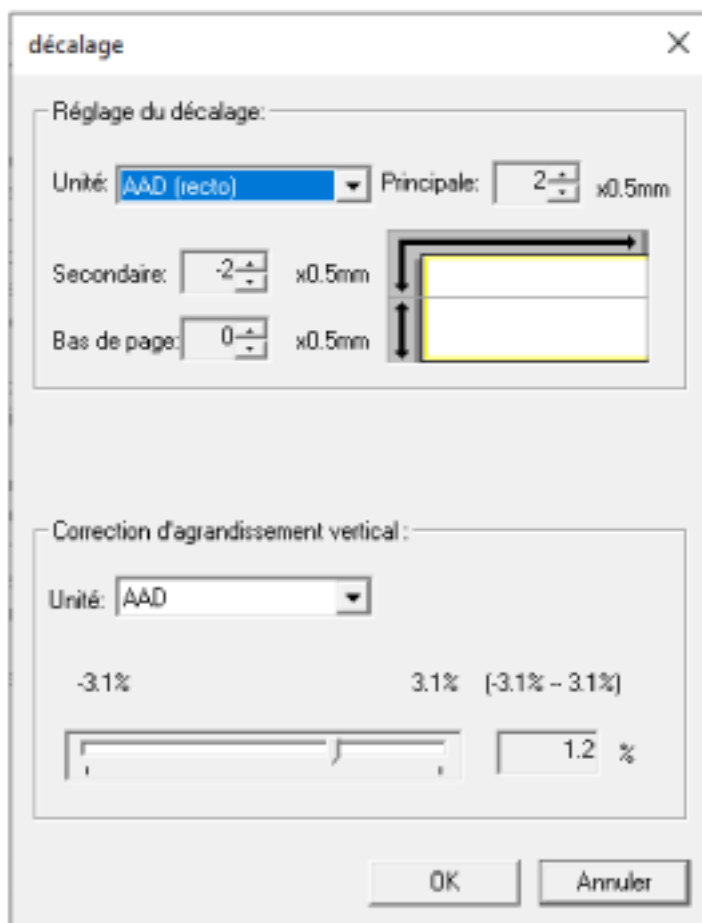 décalage
Réglage du décalage:
Unité: AAD (recto) Principale: 2 x0.5mm
Secondaire: -2 x0.5mm
Bas de page: 0 x0.5mm
Correction d'agrandissement vertical :
Unité: AAD
-3.1% 3.1% (-3.1% -- 3.1%)
1.2 %
OK Annuler